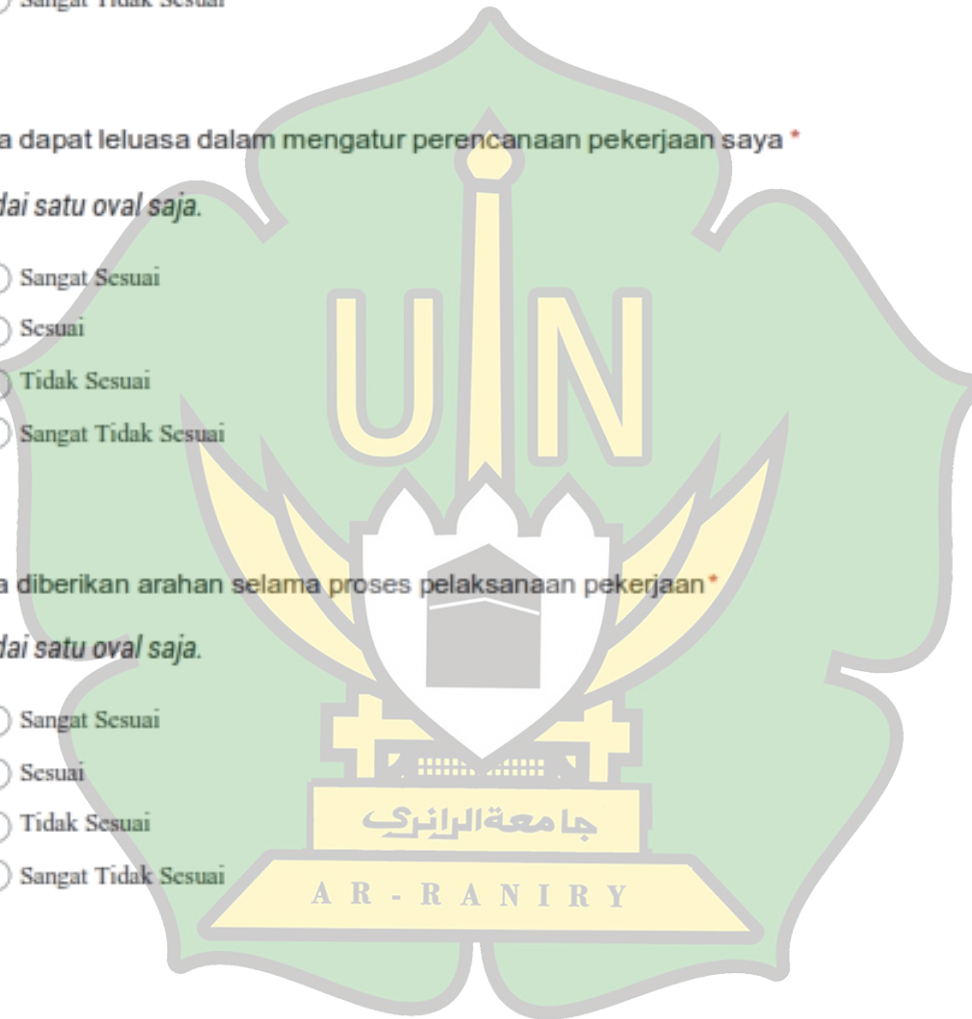 Sangat Tidak Sesuai
a dapat leluasa dalam mengatur perencanaan pekerjaan saya *
dai satu oval saja.
Sangat Sesuai
Sesuai
Tidak Sesuai
Sangat Tidak Sesuai
UIN
a diberikan arahan selama proses pelaksanaan pekerjaan *
dai satu oval saja.
Sangat Sesuai
Sesuai
Tidak Sesuai
Sangat Tidak Sesuai
جامعة الرانري
AR-RANIRY